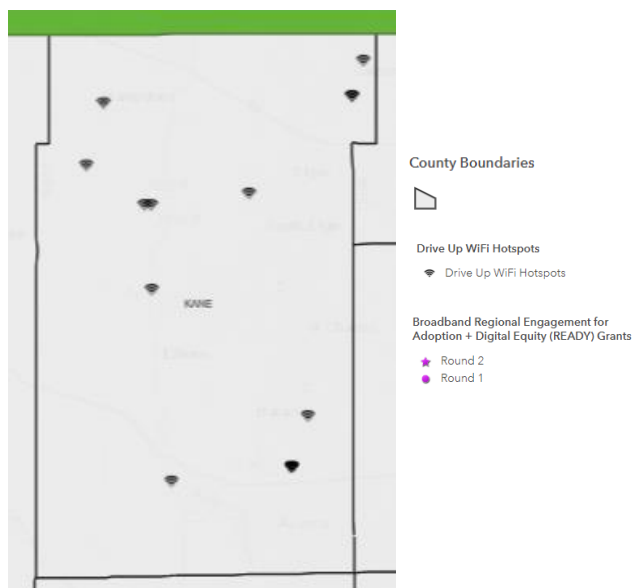 County Boundaries
Drive Up WiFi Hotspots
Drive Up WiFi Hotspots
KANE
Broadband Regional Engagement for
Adoption + Digital Equity (READY) Grants
Round 2
Round 1